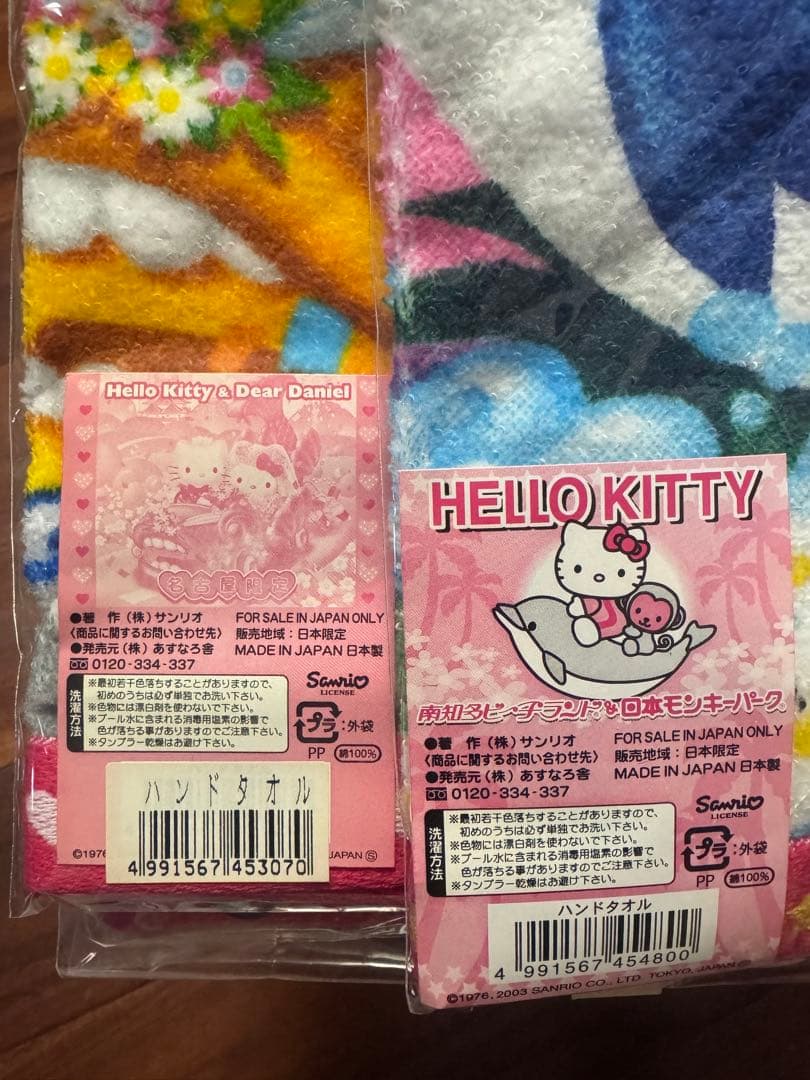 Hello Kitty & Dear Daniel
名古屋限定
●著 作 (株) サンリオ
〈商品に関するお問い合わせ先〉
●発売元 (株) あすなろ舎
0120-334-337
FOR SALE IN JAPAN ONLY
販売地域：日本限定
MADE IN JAPAN 日本製
洗濯方法
※最初若干色落ちすることがありますので、
初めのうちは必ず単独でお洗い下さい。
※色物には漂白剤を使わないで下さい。
※プール水に含まれる消毒用塩素の影響で
色が落ちる事がありますのでご注意下さい。
※タンブラー乾燥はお避け下さい。
Sanrio
LICENSE
プラ：外袋
PP 綿100%
ハンドタオル
4 991567 453070
©1976,
JAPAN Ⓢ
HELLO KITTY
南知多ビーチランド&日本モンキーパーク
●著 作 (株) サンリオ
〈商品に関するお問い合わせ先〉
●発売元 (株) あすなろ舎
0120-334-337
FOR SALE IN JAPAN ONLY
販売地域：日本限定
MADE IN JAPAN 日本製
洗濯方法
※最初若干色落ちすることがありますので、
初めのうちは必ず単独でお洗い下さい。
※色物には漂白剤を使わないで下さい。
※プール水に含まれる消毒用塩素の影響で
色が落ちる事がありますのでご注意下さい。
※タンブラー乾燥はお避け下さい。
Sanrio
LICENSE
プラ：外袋
PP 綿100%
ハンドタオル
4 991567 454800
©1976, 2003 SANRIO CO., LTD. TOKYO, JAPAN Ⓢ